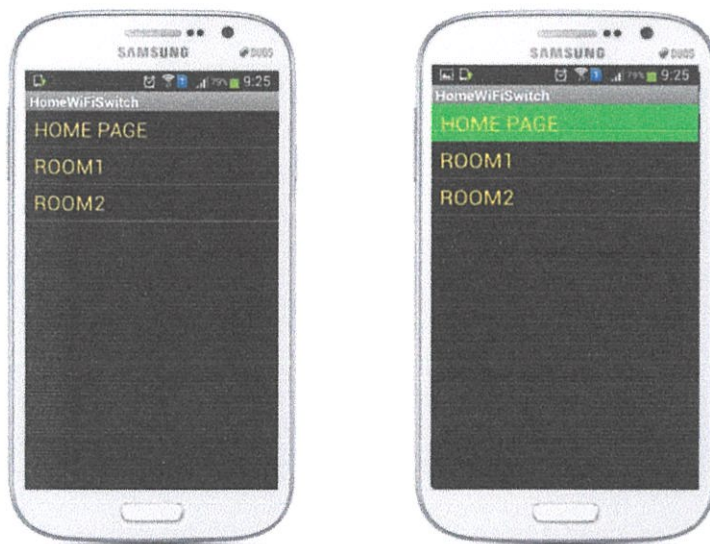 SAMSUNG
DUOS
79% 9:25
HomeWiFiSwitch
HOME PAGE
ROOM1
ROOM2
SAMSUNG
DUOS
79% 9:25
HomeWiFiSwitch
HOME PAGE
ROOM1
ROOM2